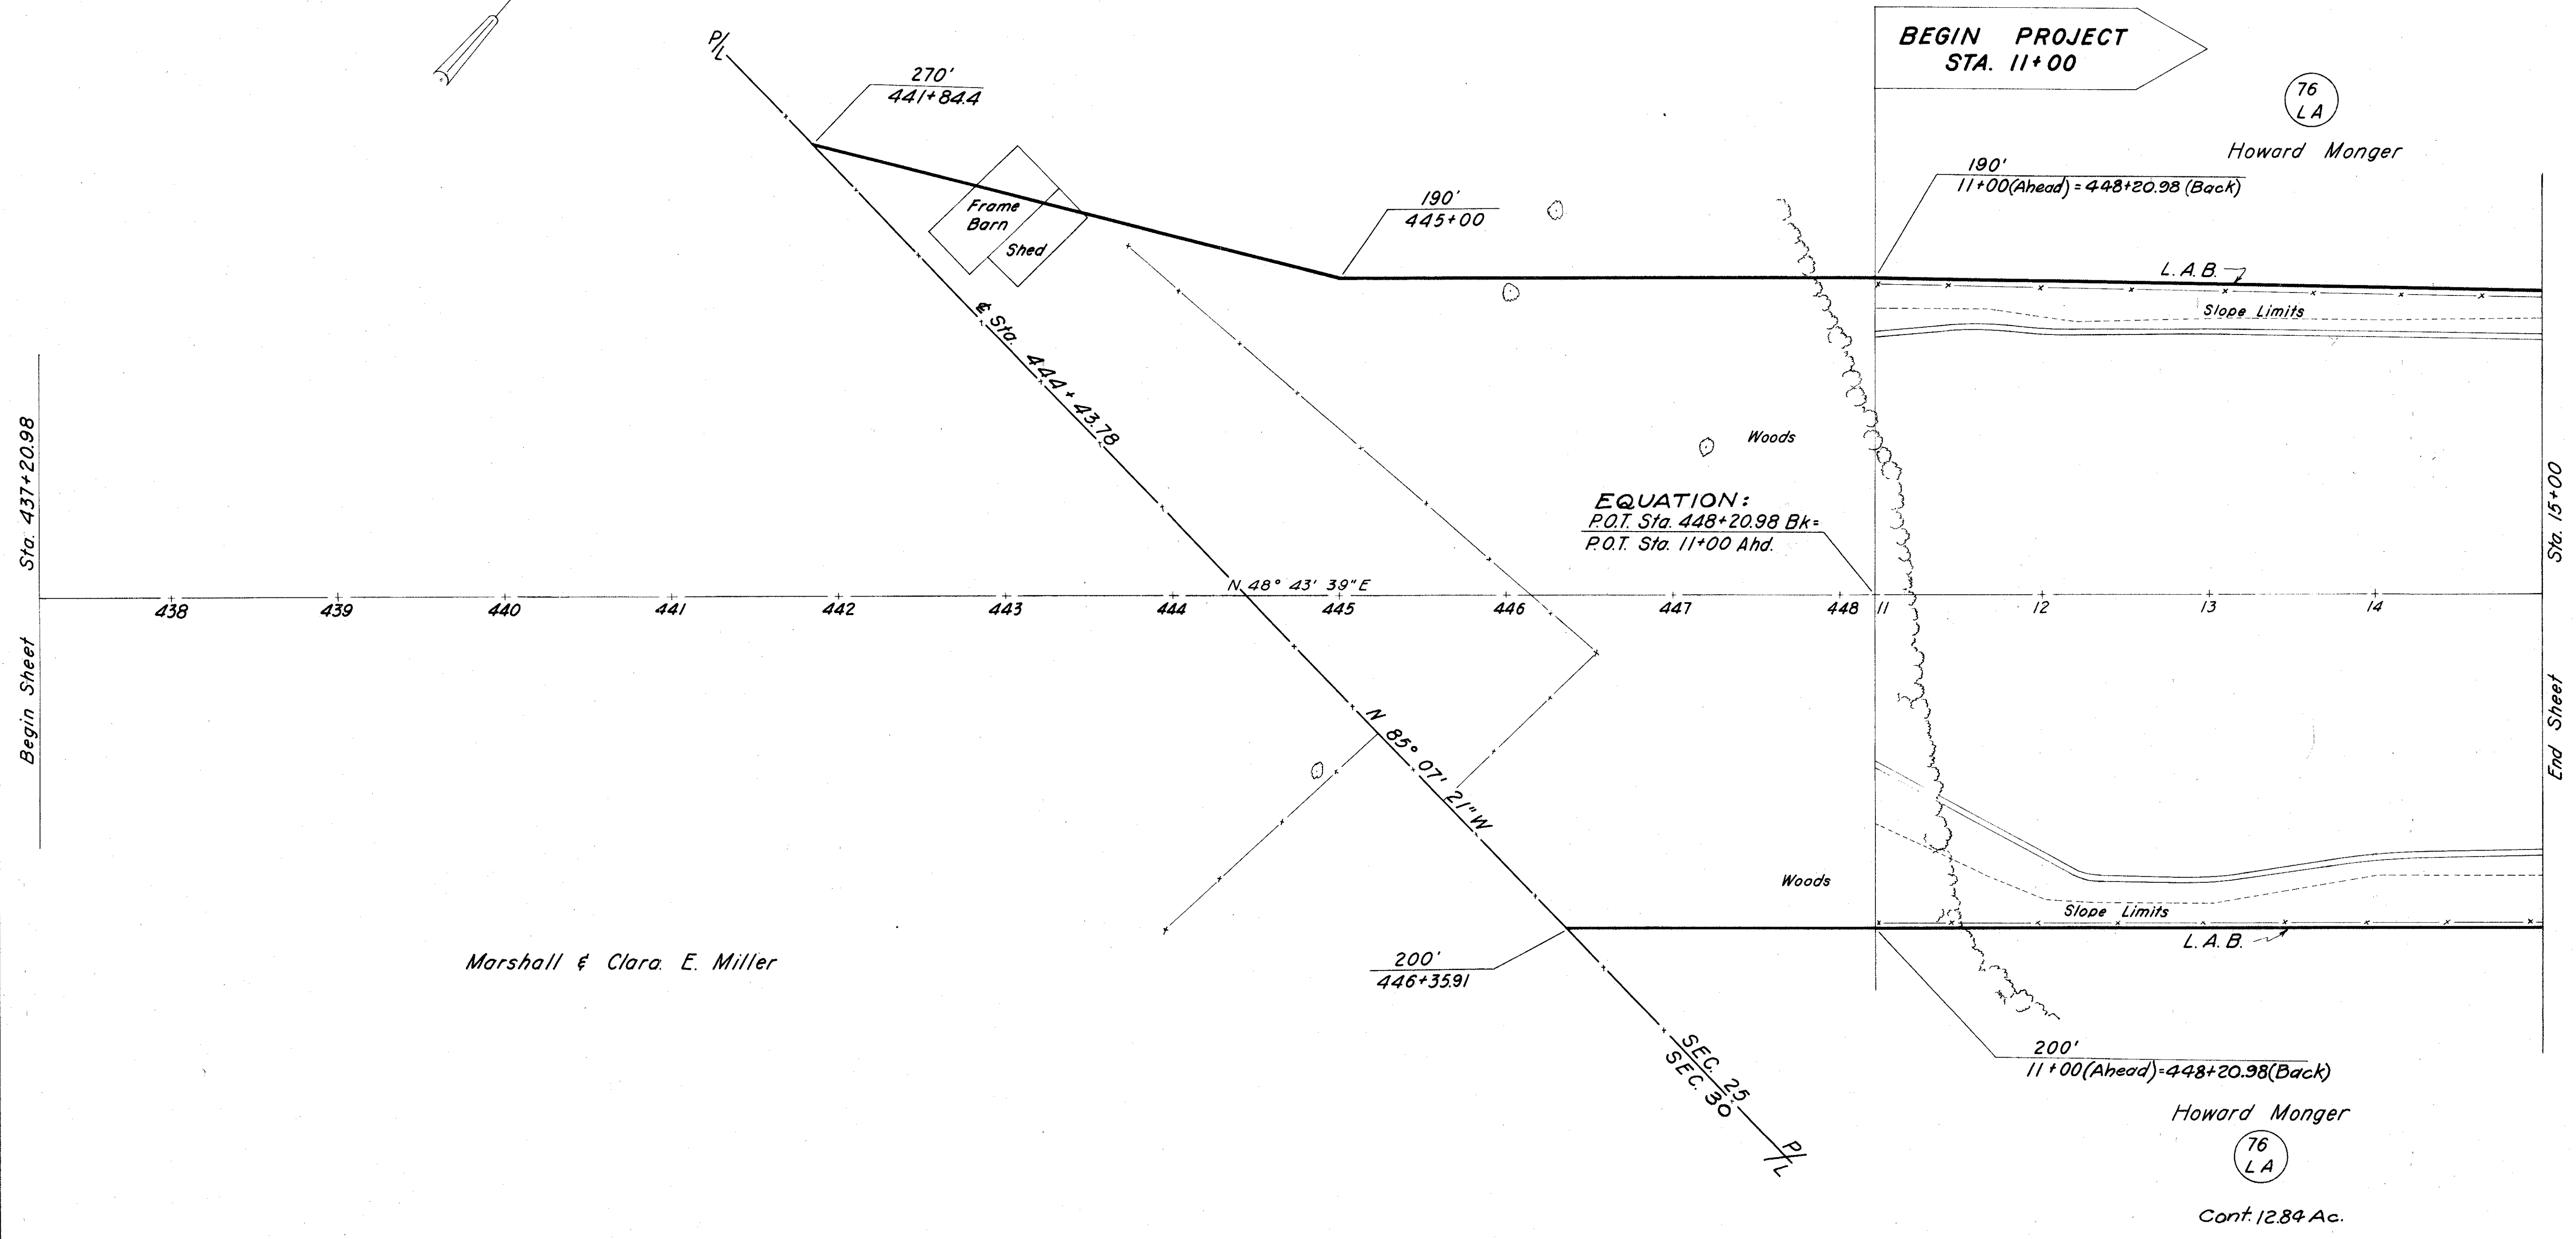 BEGIN PROJECT
STA. 11+00
P/L
270'
441+84.4
76
LA
Howard Monger
190'
11+00(Ahead) = 448+20.98 (Back)
190'
445+00
Frame
Barn
Shed
L.A.B.
Slope Limits
℄ Sta. 444+43.78
Woods
Sta. 437+20.98
Begin Sheet
Sta. 15+00
End Sheet
EQUATION:
P.O.T. Sta. 448+20.98 Bk=
P.O.T. Sta. 11+00 Ahd.
N 48° 43' 39" E
438 439 440 441 442 443 444 445 446 447 448 11 12 13 14
N 85° 07' 21" W
Woods
Slope Limits
L.A.B.
Marshall & Clara E. Miller
200'
446+35.91
SEC. 25
SEC. 30
P/L
200'
11+00(Ahead)=448+20.98(Back)
Howard Monger
76
LA
Cont. 12.84 Ac.